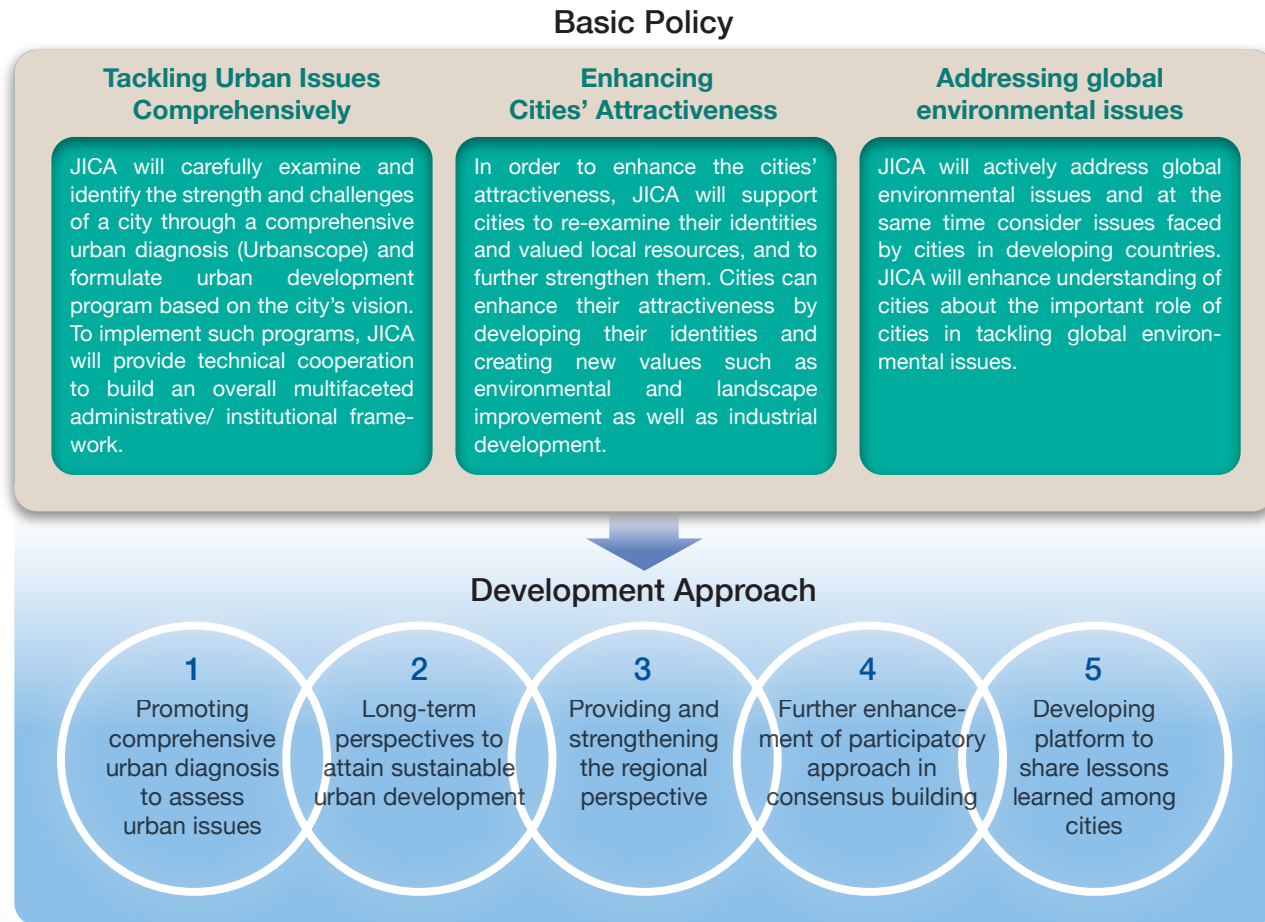 Basic Policy
Tackling Urban Issues
Comprehensively
JICA will carefully examine and
identify the strength and challenges
of a city through a comprehensive
urban diagnosis (Urbanscope) and
formulate urban development
program based on the city's vision.
To implement such programs, JICA
will provide technical cooperation
to build an overall multifaceted
administrative/ institutional frame-
work.
Enhancing
Cities' Attractiveness
In order to enhance the cities'
attractiveness, JICA will support
cities to re-examine their identities
and valued local resources, and to
further strengthen them. Cities can
enhance their attractiveness by
developing their identities and
creating new values such as
environmental and landscape
improvement as well as industrial
development.
Addressing global
environmental issues
JICA will actively address global
environmental issues and at the
same time consider issues faced
by cities in developing countries.
JICA will enhance understanding of
cities about the important role of
cities in tackling global environ-
mental issues.
Development Approach
1
Promoting
comprehensive
urban diagnosis
to assess
urban issues
2
Long-term
perspectives to
attain sustainable
urban development
3
Providing and
strengthening
the regional
perspective
4
Further enhance-
ment of participatory
approach in
consensus building
5
Developing
platform to
share lessons
learned among
cities